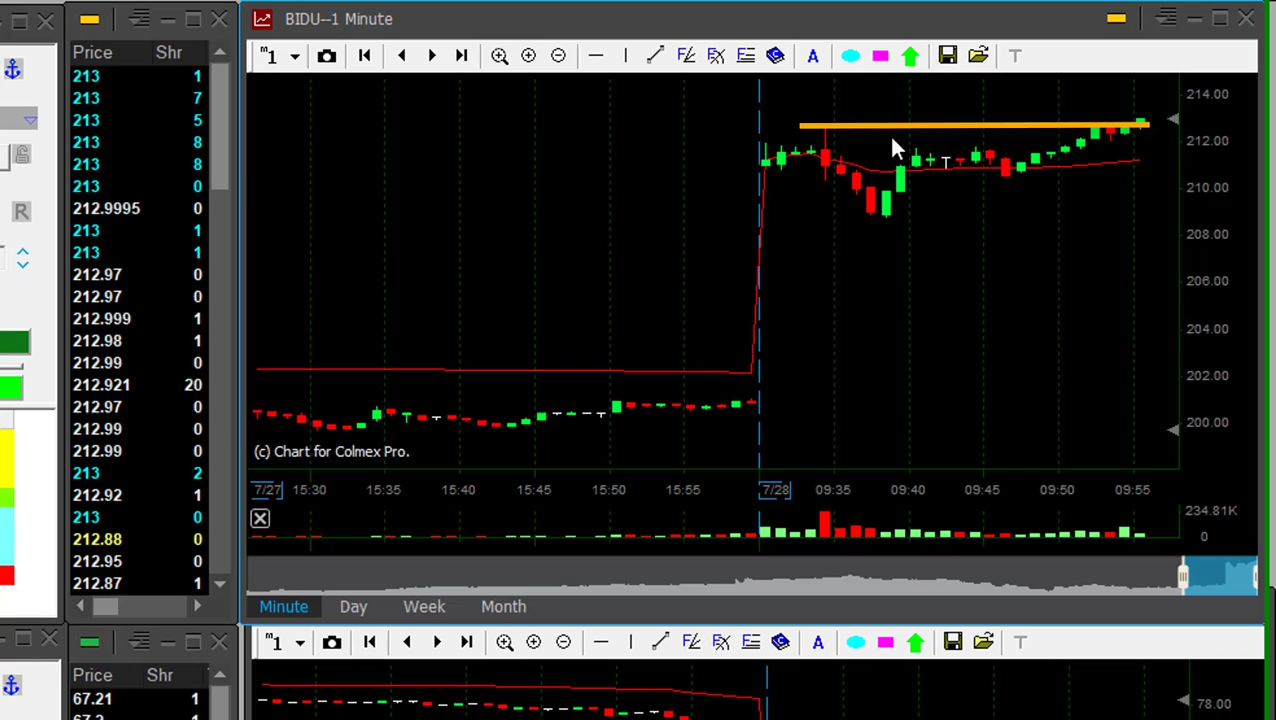 BIDU--1 Minute
Price Shr
213 1
213 7
213 5
213 8
213 8
213 0
212.9995 0
213 1
213 1
212.97 0
212.97 0
212.999 1
212.98 1
212.99 0
212.921 20
212.97 0
212.99 0
212.99 0
213 2
212.92 1
213 0
212.88 0
212.95 0
212.87 1
R
m1
A
T
214.00
212.00
210.00
208.00
206.00
204.00
202.00
200.00
T
(c) Chart for Colmex Pro.
7/27 15:30 15:35 15:40 15:45 15:50 15:55 7/28 09:35 09:40 09:45 09:50 09:55
234.81K
0
Minute Day Week Month
m1
A
T
Price Shr
67.21 1
67.2 1
78.00